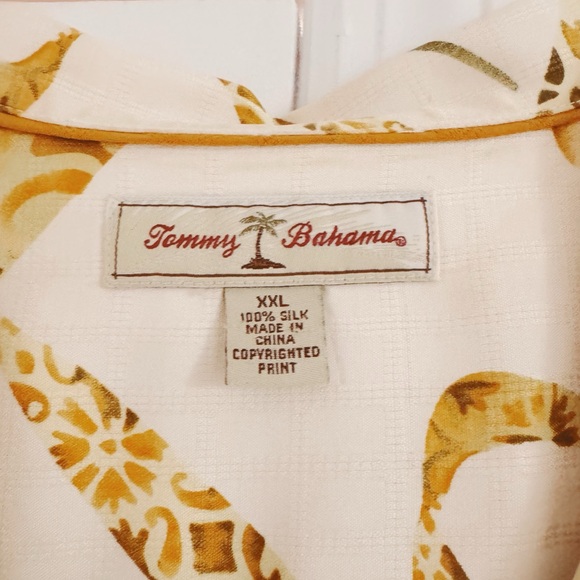 Tommy Bahama®
XXL
100% SILK
MADE IN
CHINA
COPYRIGHTED
PRINT